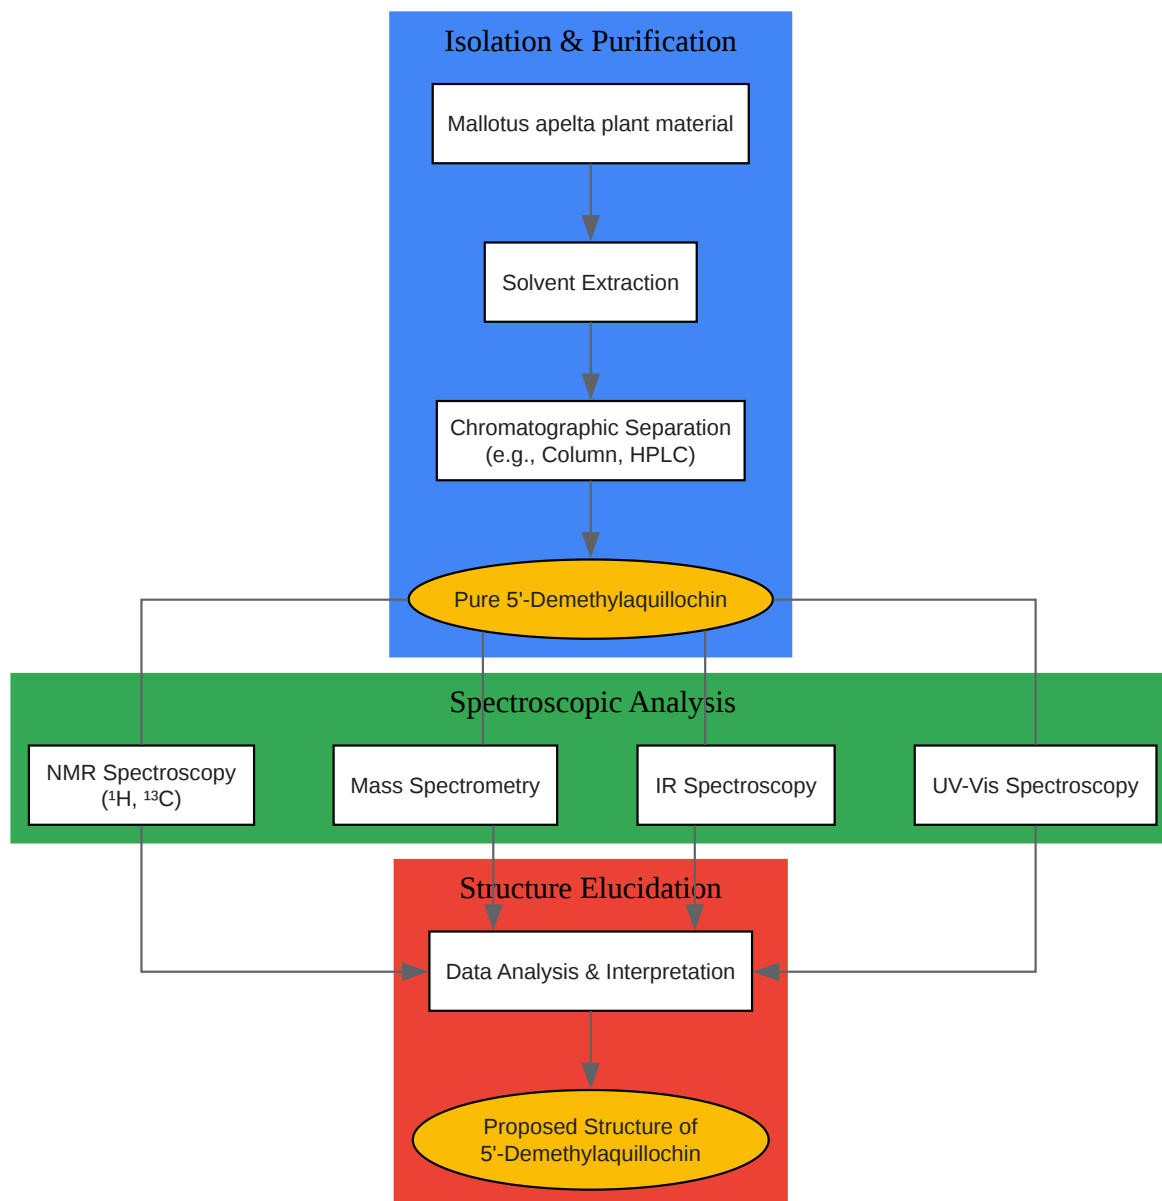 Isolation & Purification
Mallotus apelta plant material
Solvent Extraction
Chromatographic Separation
(e.g., Column, HPLC)
Pure 5'-Demethylaquillochin
Spectroscopic Analysis
NMR Spectroscopy
(¹H, ¹³C)
Mass Spectrometry
IR Spectroscopy
UV-Vis Spectroscopy
Structure Elucidation
Data Analysis & Interpretation
Proposed Structure of
5'-Demethylaquillochin